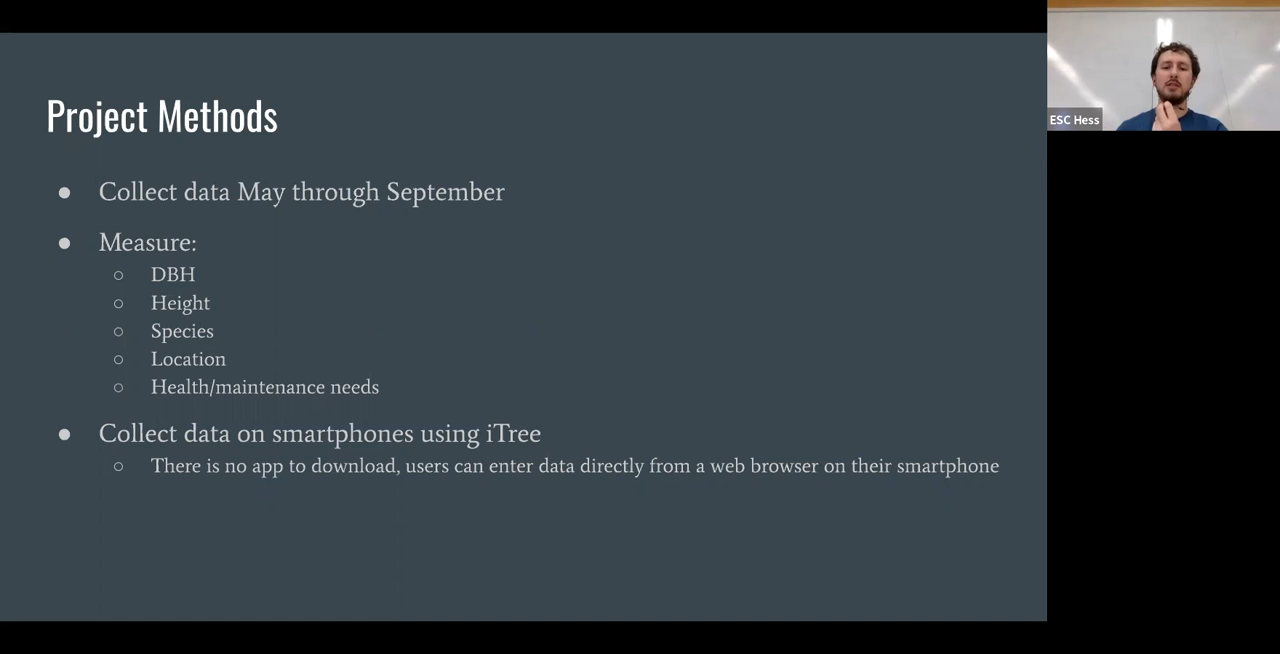 Project Methods
● Collect data May through September
● Measure:
○ DBH
○ Height
○ Species
○ Location
○ Health/maintenance needs
● Collect data on smartphones using iTree
○ There is no app to download, users can enter data directly from a web browser on their smartphone
ESC Hess